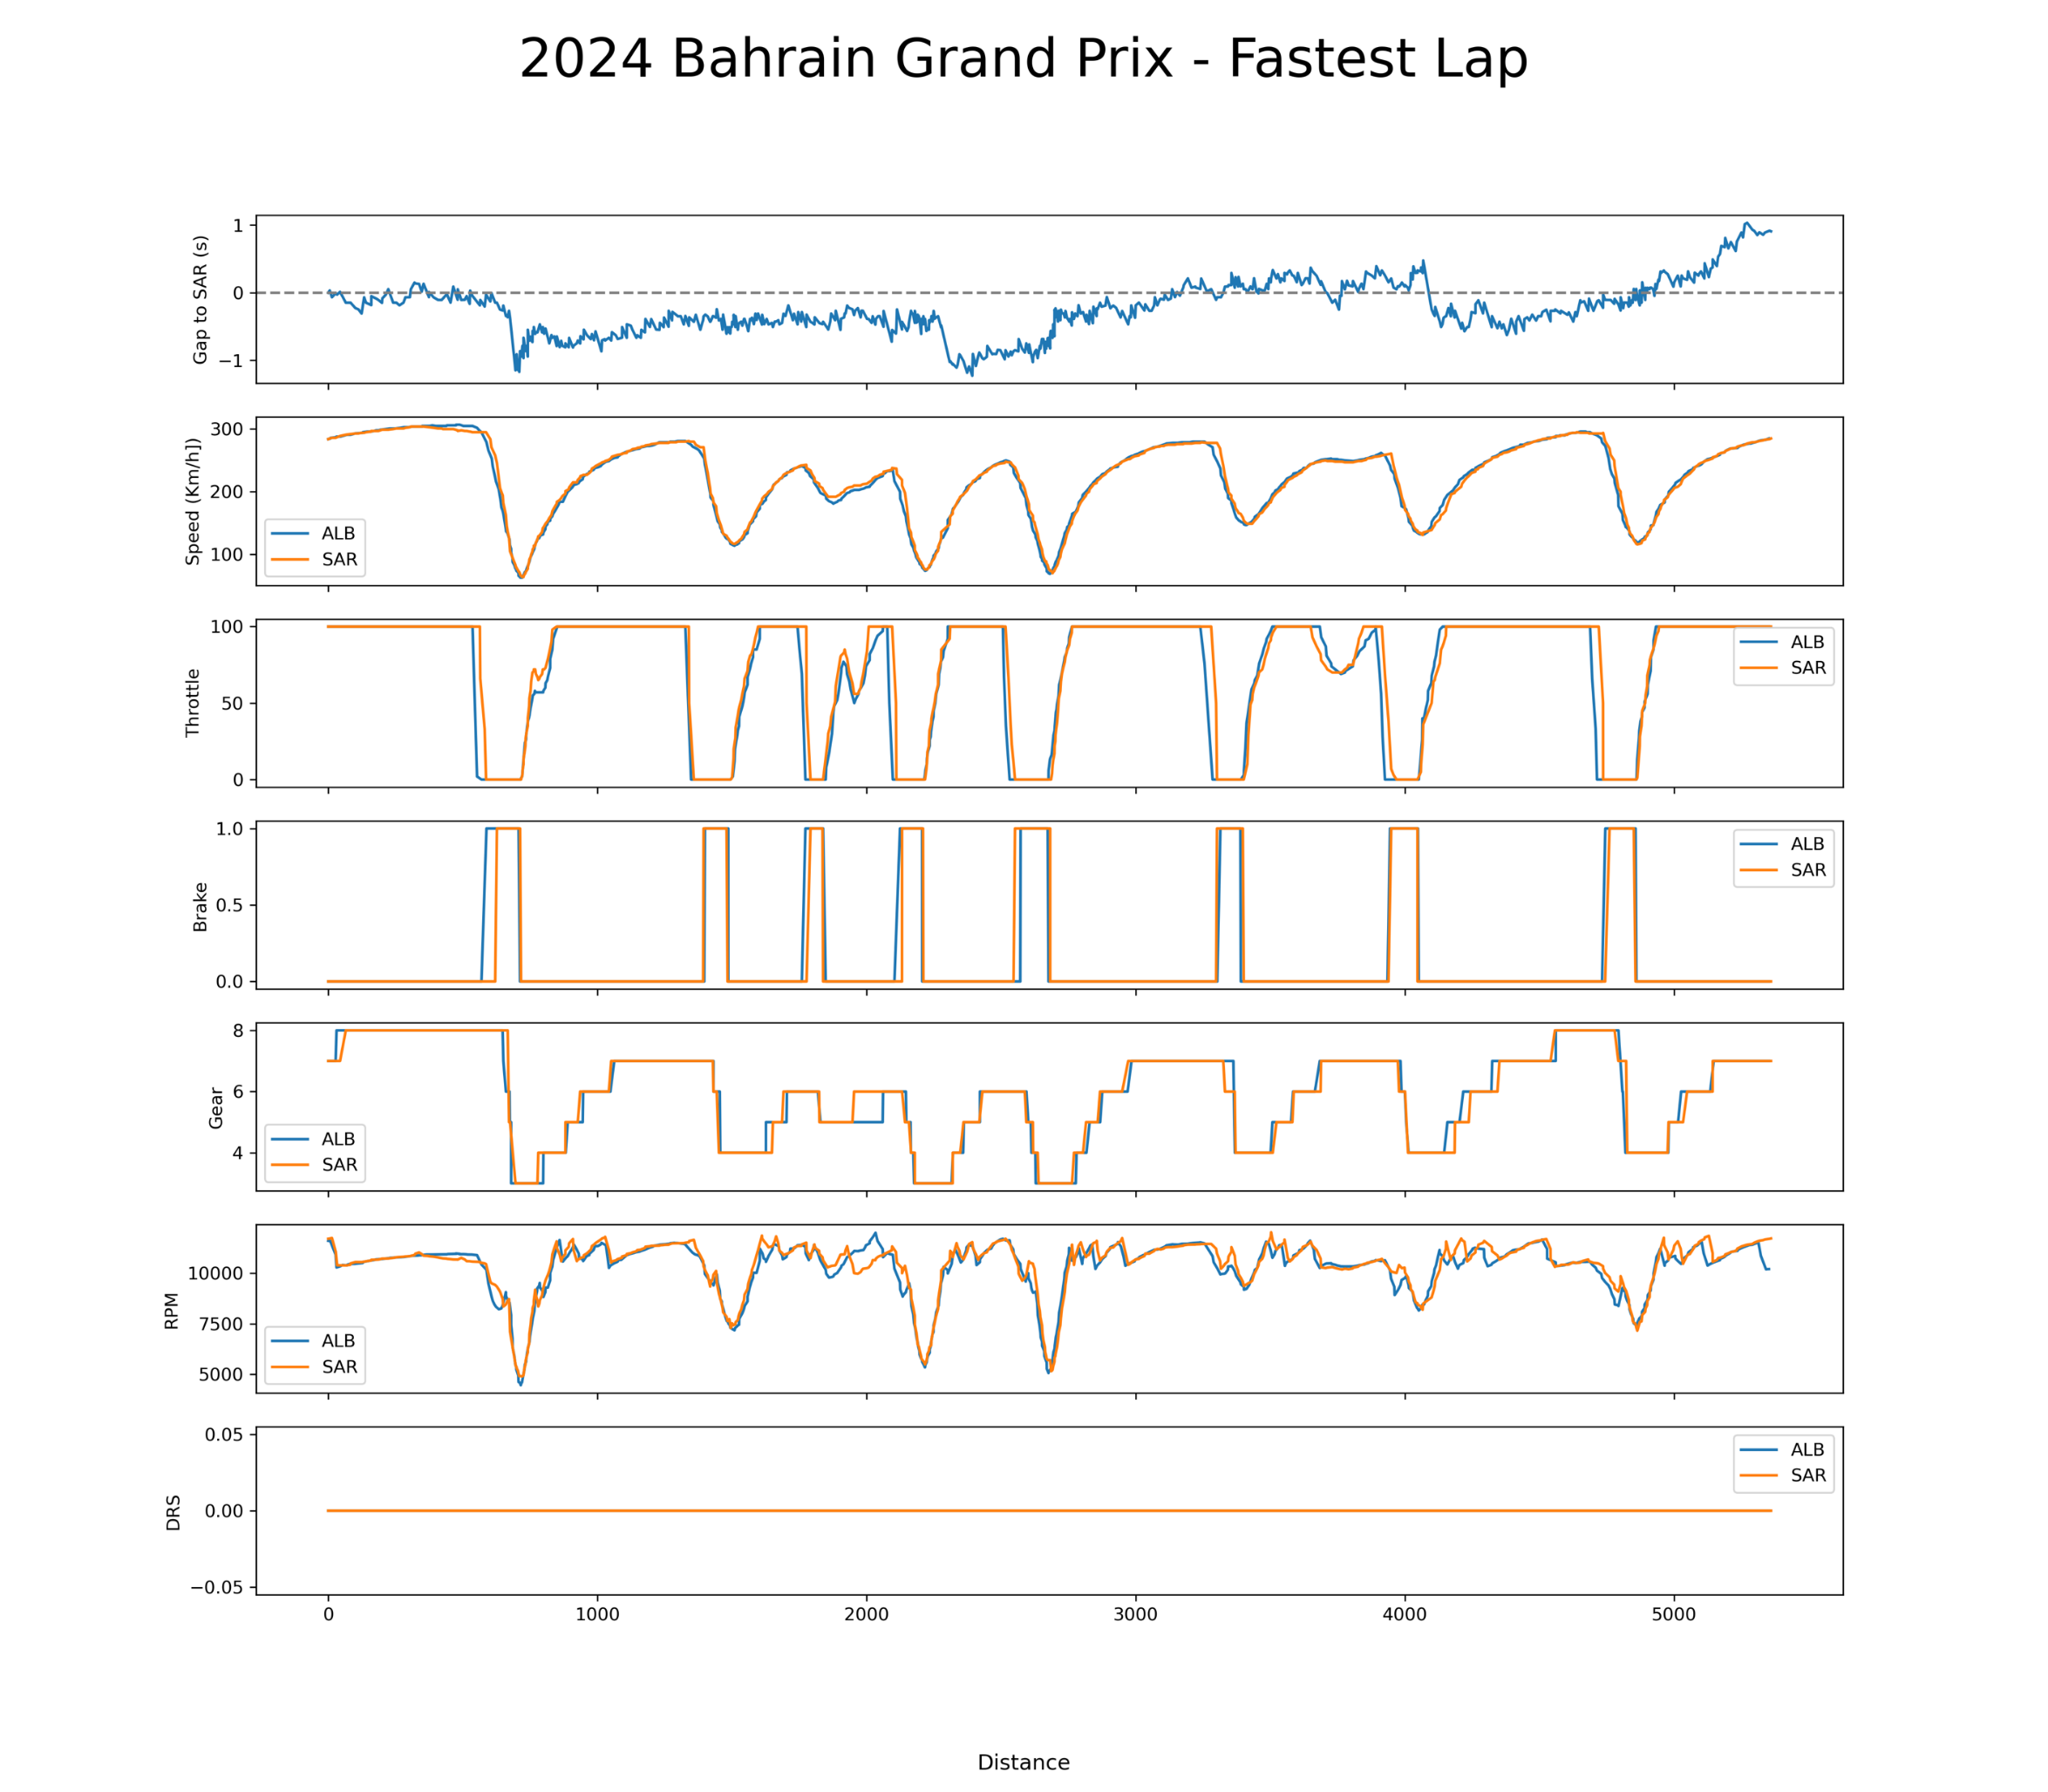 2024 Bahrain Grand Prix - Fastest Lap
Gap to SAR (s)
1
0
−1
Speed [Km/h])
300
200
100
ALB
SAR
Throttle
100
50
0
ALB
SAR
Brake
1.0
0.5
0.0
ALB
SAR
Gear
8
6
4
ALB
SAR
RPM
10000
7500
5000
ALB
SAR
DRS
0.05
0.00
−0.05
ALB
SAR
0 1000 2000 3000 4000 5000
Distance